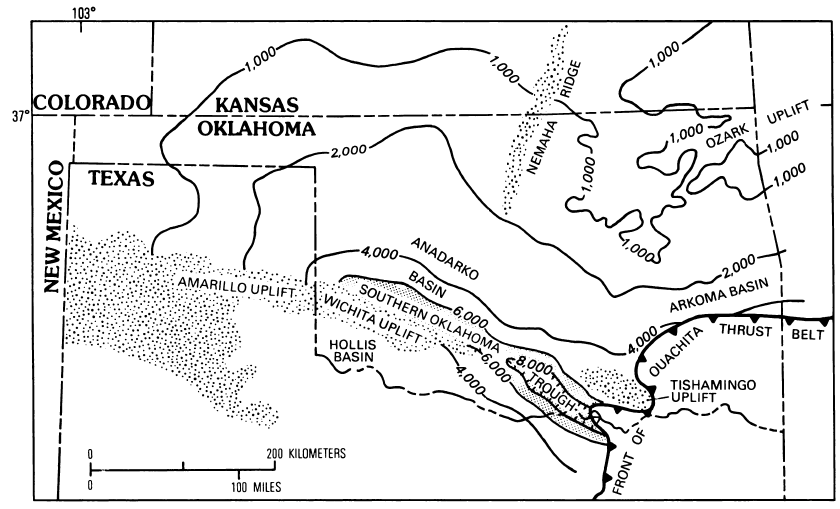 103°
1,000
1,000
1,000
NEMAHA RIDGE
37°
COLORADO
KANSAS
OKLAHOMA
1,000
OZARK UPLIFT
1,000
1,000
1,000
1,000
2,000
TEXAS
NEW MEXICO
4,000
ANADARKO
BASIN
2,000
AMARILLO UPLIFT
SOUTHERN OKLAHOMA
TROUGH
6,000
ARKOMA BASIN
WICHITA UPLIFT
4,000
THRUST BELT
HOLLIS
BASIN
6,000
8,000
4,000
TISHAMINGO
UPLIFT
FRONT OF
OUACHITA
0 200 KILOMETERS
0 100 MILES